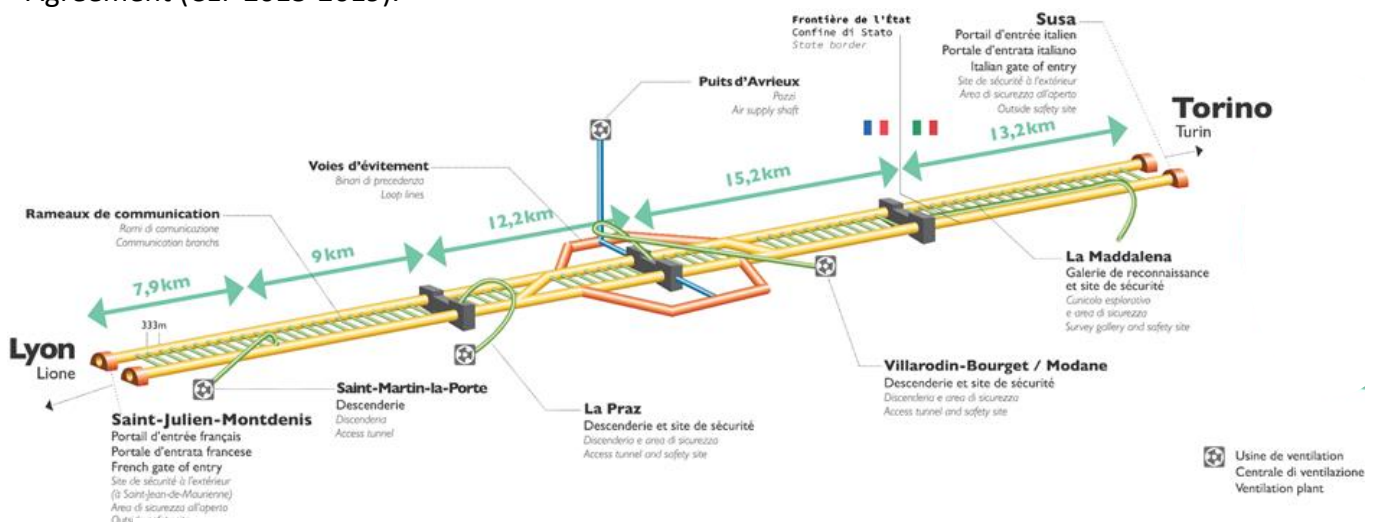 Agreement (CEF 2015-2019).
Frontière de l'État
Confine di Stato
State border
Susa
Portail d'entrée italien
Portale d'entrata italiano
Italian gate of entry
Site de sécurité à l'extérieur
Area di sicurezza all'aperto
Outside safety site
Torino
Turin
Puits d'Avrieux
Pozzi
Air supply shaft
13,2km
15,2km
12,2km
9km
7,9km
Voies d'évitement
Binari di precedenza
Loop lines
Rameaux de communication
Rami di comunicazione
Communication branchs
333m
Lyon
Lione
La Maddalena
Galerie de reconnaissance
et site de sécurité
Cunicolo esplorativo
e area di sicurezza
Survey gallery and safety site
Villarodin-Bourget / Modane
Descenderie et site de sécurité
Discenderia e area di sicurezza
Access tunnel and safety site
Saint-Martin-la-Porte
Descenderie
Discenderia
Access tunnel
La Praz
Descenderie et site de sécurité
Discenderia e area di sicurezza
Access tunnel and safety site
Saint-Julien-Montdenis
Portail d'entrée français
Portale d'entrata francese
French gate of entry
Site de sécurité à l'extérieur
(à Saint-Jean-de-Maurienne)
Area di sicurezza all'aperto
Usine de ventilation
Centrale di ventilazione
Ventilation plant